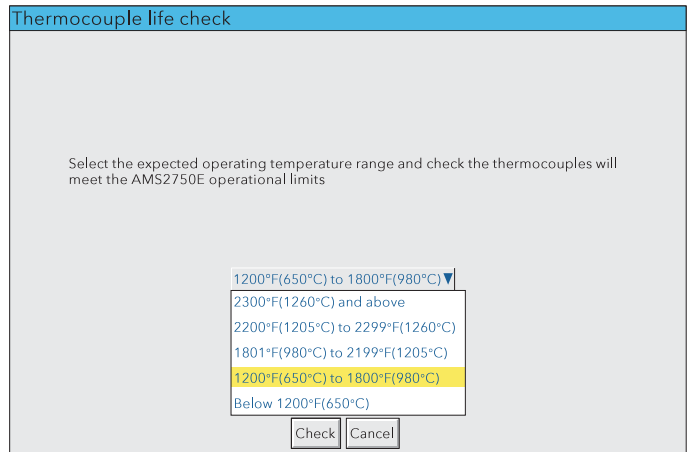 Thermocouple life check
Select the expected operating temperature range and check the thermocouples will
meet the AMS2750E operational limits
1200°F(650°C) to 1800°F(980°C)▼
2300°F(1260°C) and above
2200°F(1205°C) to 2299°F(1260°C)
1801°F(980°C) to 2199°F(1205°C)
1200°F(650°C) to 1800°F(980°C)
Below 1200°F(650°C)
Check Cancel